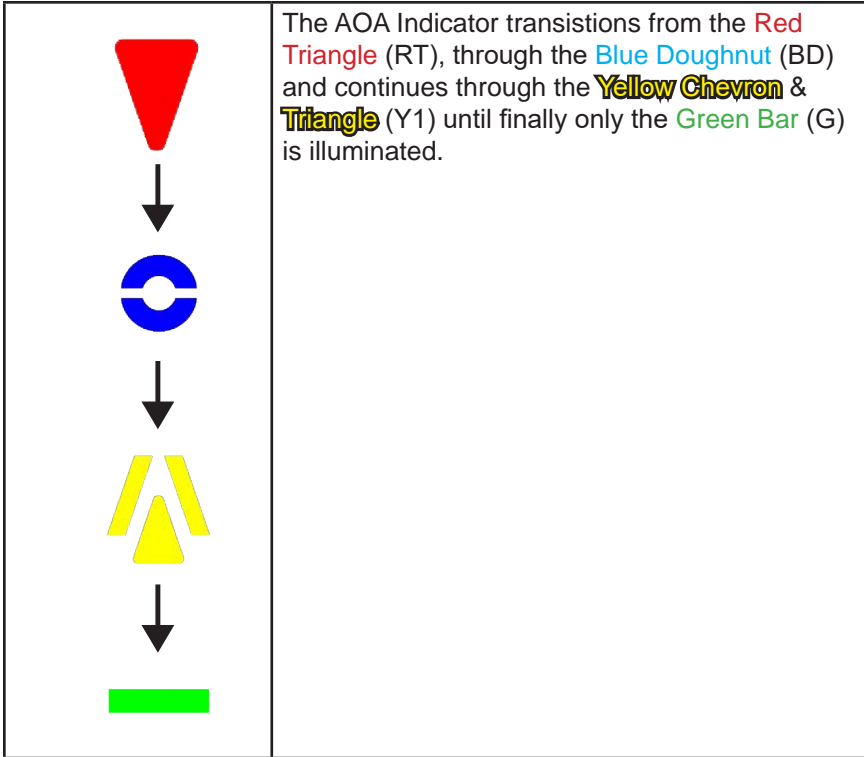 The AOA Indicator transistions from the Red
Triangle (RT), through the Blue Doughnut (BD)
and continues through the Yellow Chevron &
Triangle (Y1) until finally only the Green Bar (G)
is illuminated.